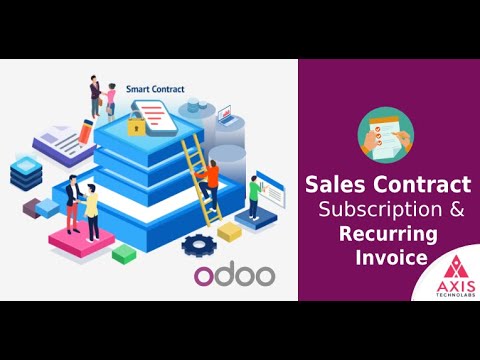 Smart Contract
odoo
Sales Contract
Subscription &
Recurring
Invoice
AXIS
TECHNOLABS